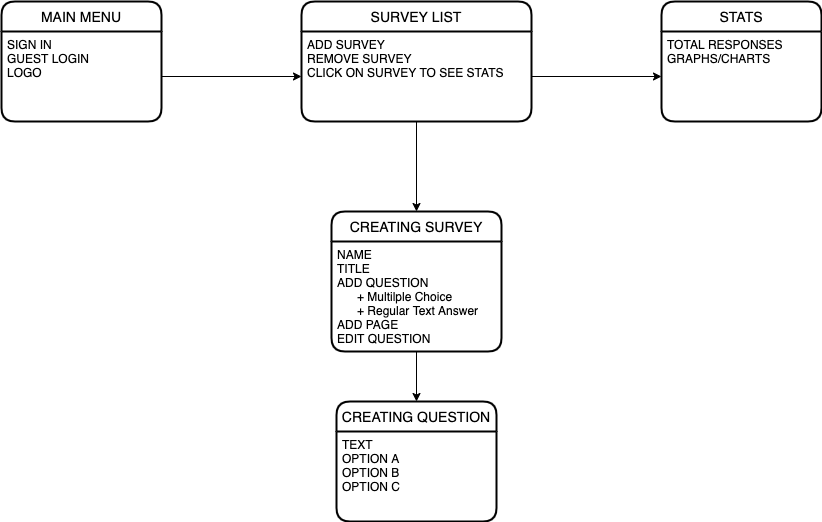 MAIN MENU
SIGN IN
GUEST LOGIN
LOGO
SURVEY LIST
ADD SURVEY
REMOVE SURVEY
CLICK ON SURVEY TO SEE STATS
STATS
TOTAL RESPONSES
GRAPHS/CHARTS
CREATING SURVEY
NAME
TITLE
ADD QUESTION
+ Multilple Choice
+ Regular Text Answer
ADD PAGE
EDIT QUESTION
CREATING QUESTION
TEXT
OPTION A
OPTION B
OPTION C